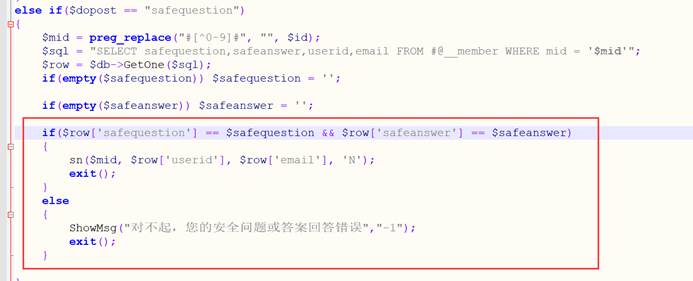 else if($dopost == "safequestion")
{
$mid = preg_replace("#[^0-9]#", "", $id);
$sql = "SELECT safequestion,safeanswer,userid,email FROM #@__member WHERE mid = '$mid'";
$row = $db->GetOne($sql);
if(empty($safequestion)) $safequestion = '';
if(empty($safeanswer)) $safeanswer = '';
if($row['safequestion'] == $safequestion && $row['safeanswer'] == $safeanswer)
{
sn($mid, $row['userid'], $row['email'], 'N');
exit();
}
else
{
ShowMsg("对不起，您的安全问题或答案回答错误","-1");
exit();
}